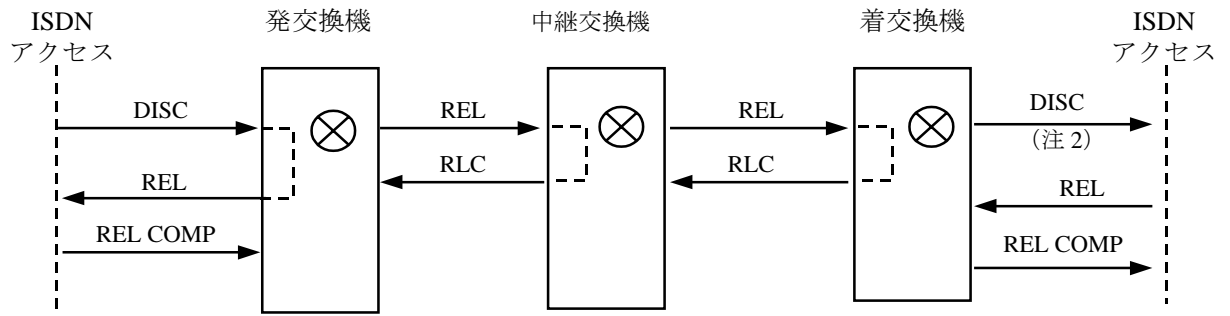 ISDN
アクセス
発交換機
中継交換機
着交換機
ISDN
アクセス
DISC
REL
REL
DISC
(注 2)
RLC
RLC
REL
REL
REL COMP
REL COMP